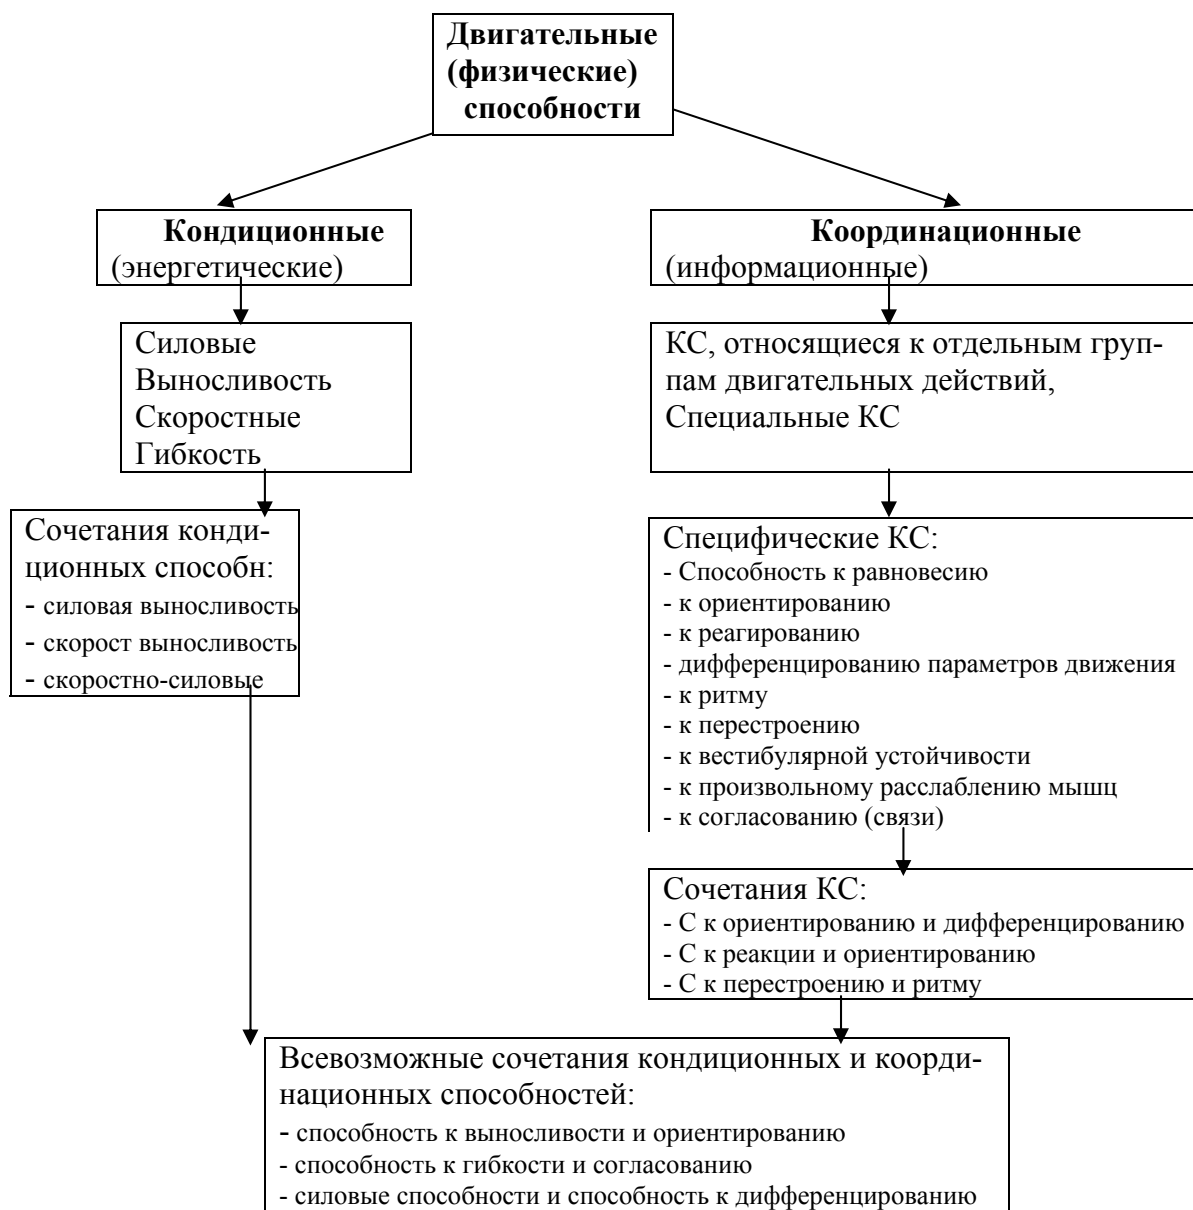 Двигательные
(физические)
способности
Кондиционные
(энергетические)
Координационные
(информационные)
Силовые
Выносливость
Скоростные
Гибкость
КС, относящиеся к отдельным груп-
пам двигательных действий,
Специальные КС
Сочетания конди-
ционных способн:
- силовая выносливость
- скорост выносливость
- скоростно-силовые
Специфические КС:
- Способность к равновесию
- к ориентированию
- к реагированию
- дифференцированию параметров движения
- к ритму
- к перестроению
- к вестибулярной устойчивости
- к произвольному расслаблению мышц
- к согласованию (связи)
Сочетания КС:
- С к ориентированию и дифференцированию
- С к реакции и ориентированию
- С к перестроению и ритму
Всевозможные сочетания кондиционных и коорди-
национных способностей:
- способность к выносливости и ориентированию
- способность к гибкости и согласованию
- силовые способности и способность к дифференцированию